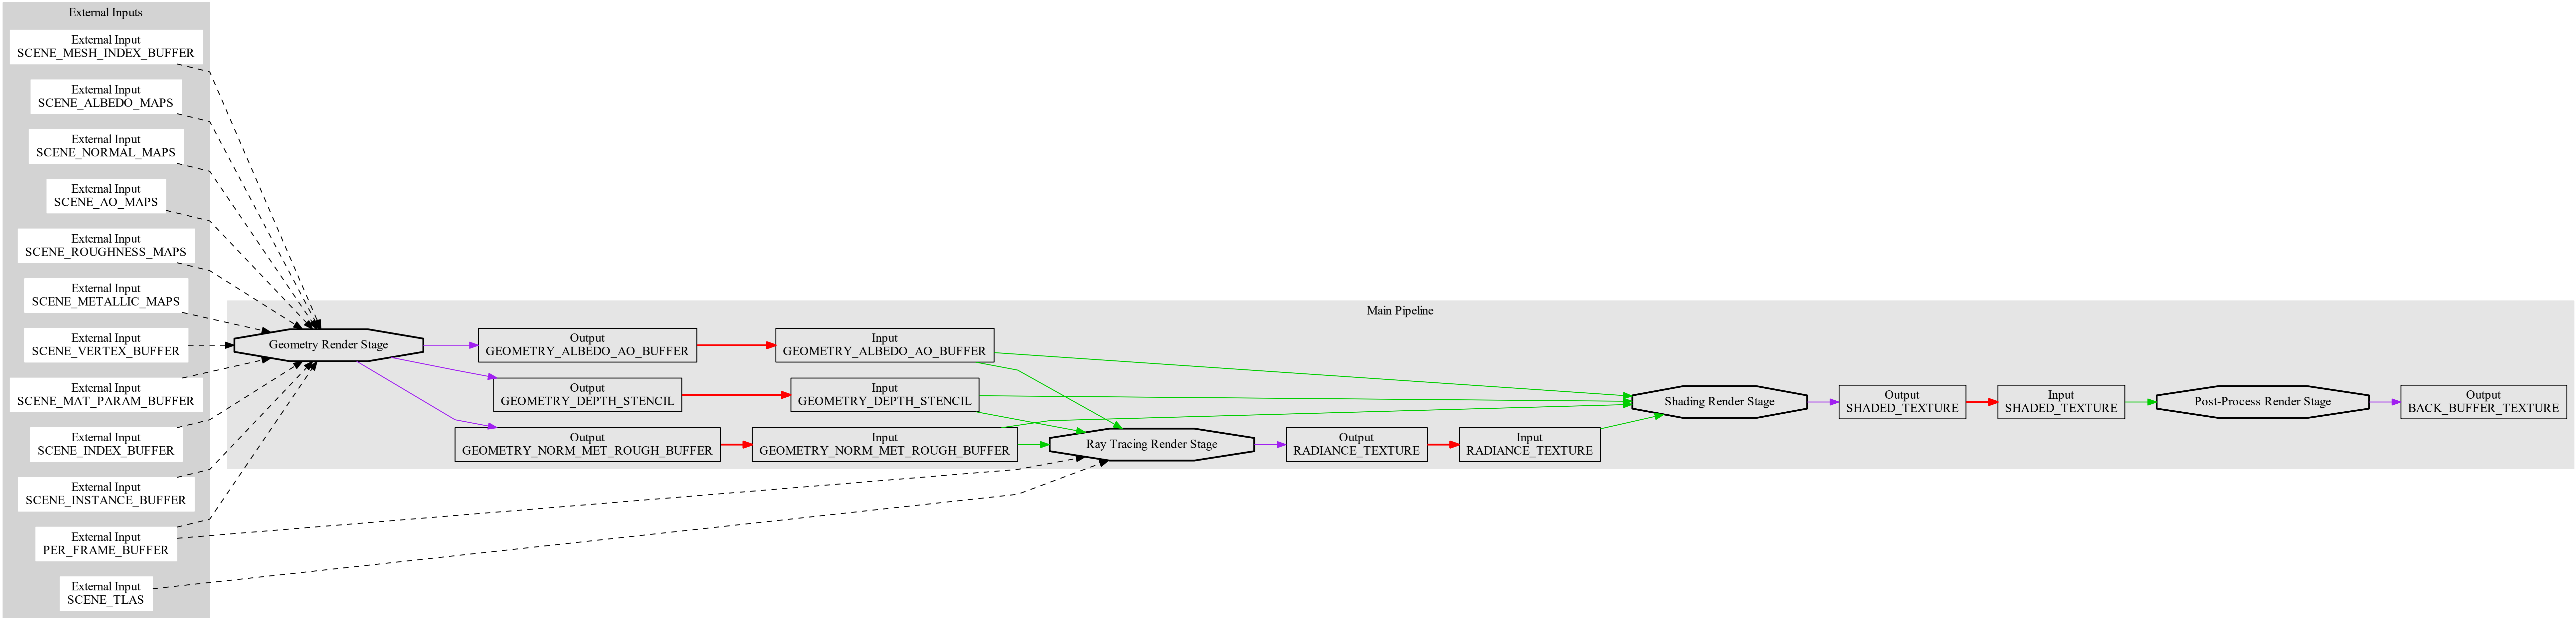 External Inputs
External Input
SCENE_MESH_INDEX_BUFFER
External Input
SCENE_ALBEDO_MAPS
External Input
SCENE_NORMAL_MAPS
External Input
SCENE_AO_MAPS
External Input
SCENE_ROUGHNESS_MAPS
External Input
SCENE_METALLIC_MAPS
External Input
SCENE_VERTEX_BUFFER
External Input
SCENE_MAT_PARAM_BUFFER
External Input
SCENE_INDEX_BUFFER
External Input
SCENE_INSTANCE_BUFFER
External Input
PER_FRAME_BUFFER
External Input
SCENE_TLAS
Main Pipeline
Geometry Render Stage
Output
GEOMETRY_ALBEDO_AO_BUFFER
Input
GEOMETRY_ALBEDO_AO_BUFFER
Output
GEOMETRY_DEPTH_STENCIL
Input
GEOMETRY_DEPTH_STENCIL
Output
GEOMETRY_NORM_MET_ROUGH_BUFFER
Input
GEOMETRY_NORM_MET_ROUGH_BUFFER
Ray Tracing Render Stage
Output
RADIANCE_TEXTURE
Input
RADIANCE_TEXTURE
Shading Render Stage
Output
SHADED_TEXTURE
Input
SHADED_TEXTURE
Post-Process Render Stage
Output
BACK_BUFFER_TEXTURE